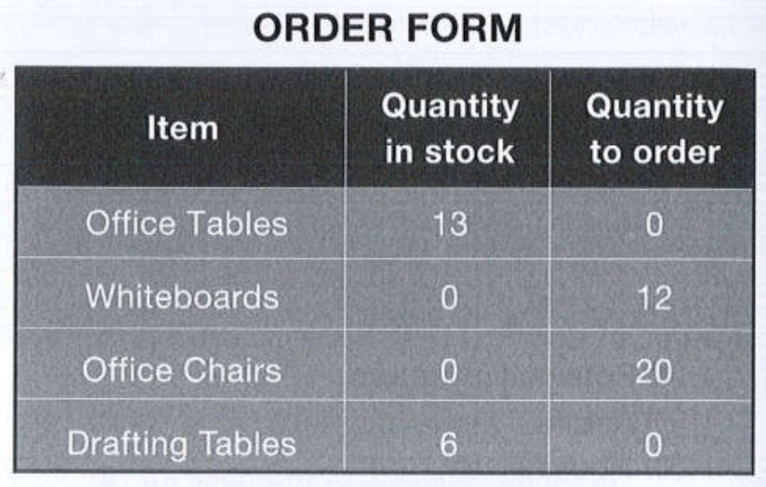 ORDER FORM
Item Quantity in stock Quantity to order
Office Tables 13 0
Whiteboards 0 12
Office Chairs 0 20
Drafting Tables 6 0